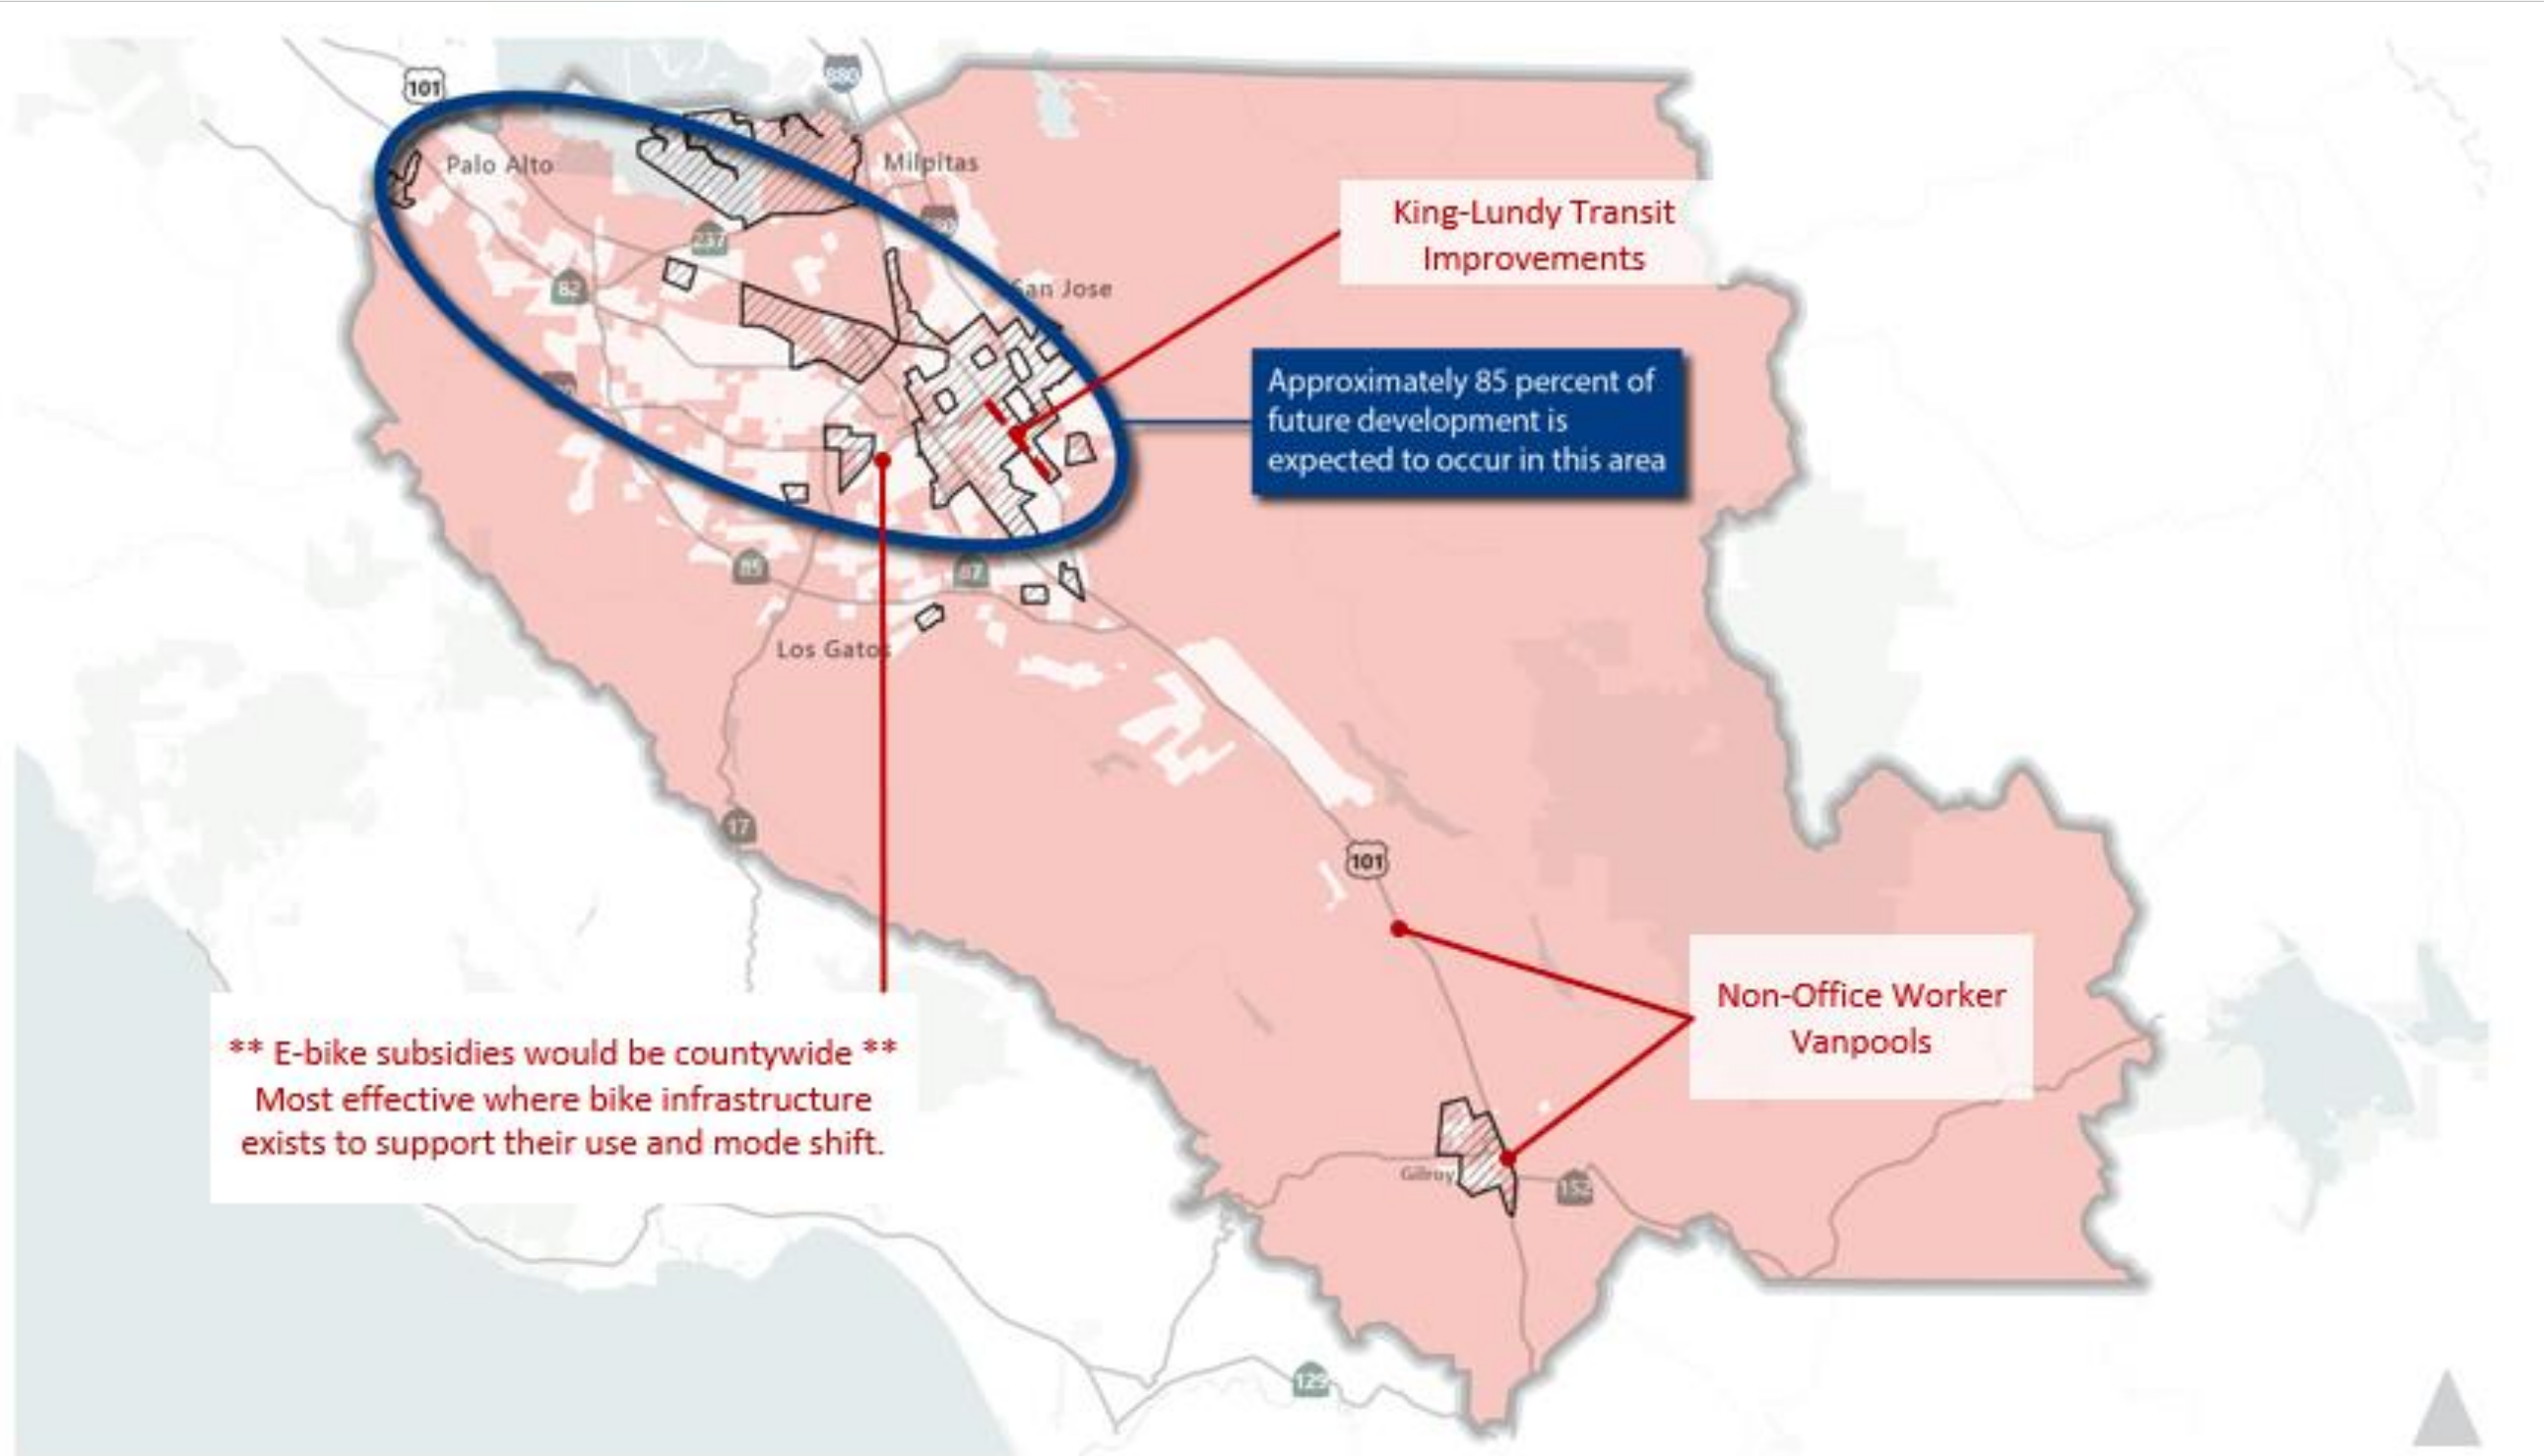 101
880
Palo Alto
Milpitas
King-Lundy Transit
Improvements
237
82
San Jose
Approximately 85 percent of
future development is
expected to occur in this area
85
87
Los Gatos
17
101
Non-Office Worker
Vanpools
** E-bike subsidies would be countywide **
Most effective where bike infrastructure
exists to support their use and mode shift.
Gilroy
152
129